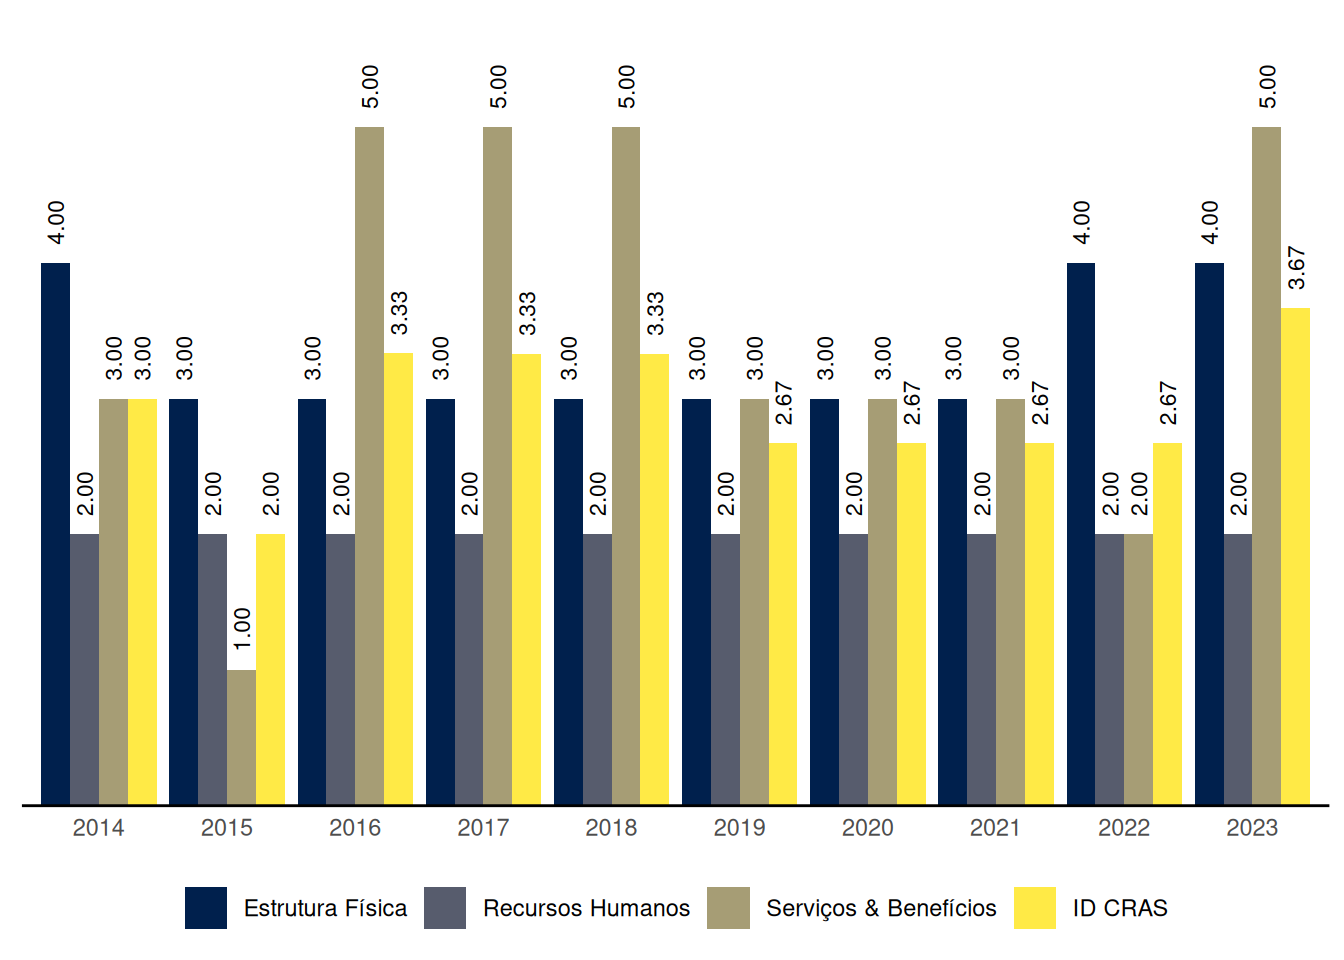 5.00 5.00 5.00 5.00
4.00 4.00 4.00
3.67
3.33 3.33 3.33
3.00 3.00 3.00 3.00 3.00 3.00 3.00 3.00 3.00 3.00 3.00 3.00
2.67 2.67 2.67 2.67
2.00 2.00 2.00 2.00 2.00 2.00 2.00 2.00 2.00 2.00 2.00 2.00
1.00
2014 2015 2016 2017 2018 2019 2020 2021 2022 2023
Estrutura Física Recursos Humanos Serviços & Benefícios ID CRAS